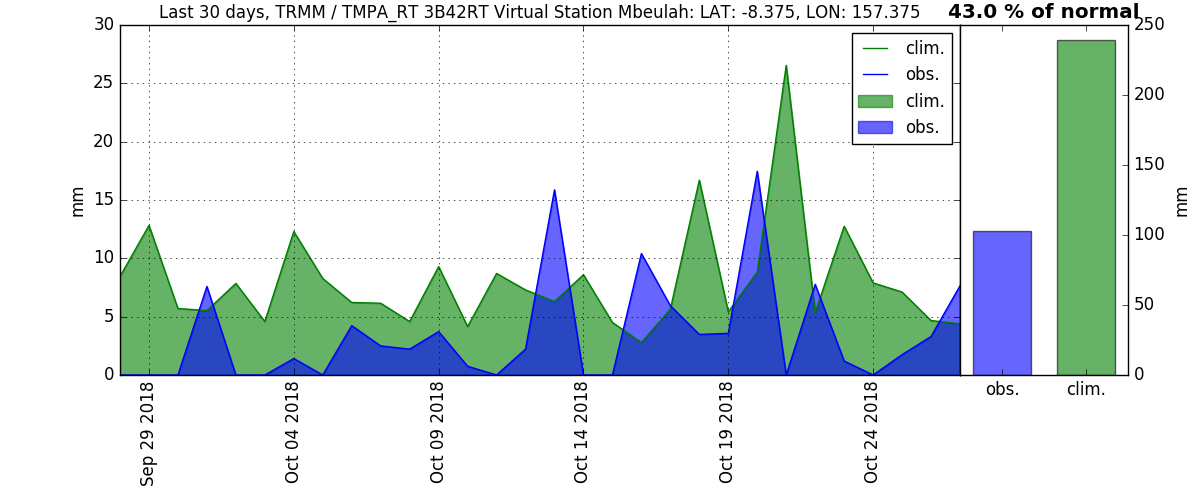 Last 30 days, TRMM / TMPA_RT 3B42RT Virtual Station Mbeulah: LAT: -8.375, LON: 157.375
43.0 % of normal
30
25
20
15
10
5
0
mm
clim.
obs.
clim.
obs.
250
200
150
100
50
0
mm
obs.
clim.
Sep 29 2018
Oct 04 2018
Oct 09 2018
Oct 14 2018
Oct 19 2018
Oct 24 2018